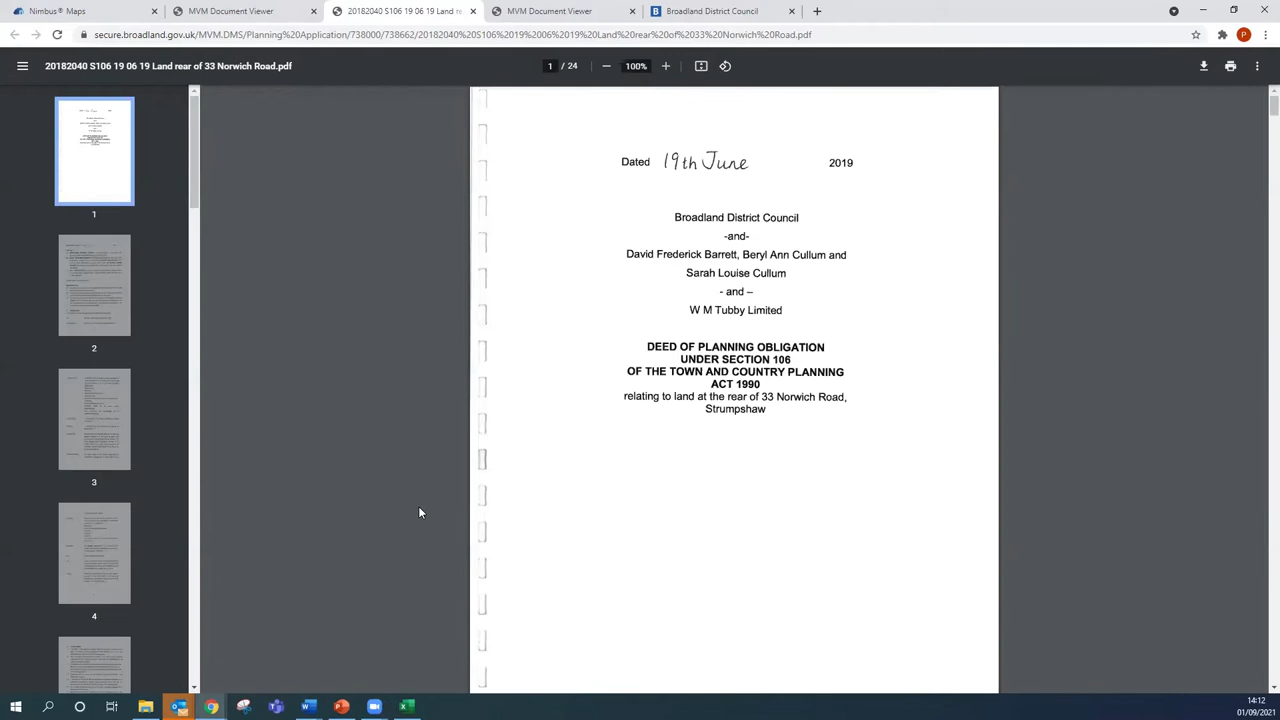 Nimbus® Maps
MVM Document Viewer
20182040 S106 19 06 19 Land re
MVM Document Viewer
Broadland District Council
secure.broadland.gov.uk/MVM.DMS/Planning%20Application/738000/738662/20182040%20S106%2019%2006%2019%20Land%20rear%20of%2033%20Norwich%20Road.pdf
P
20182040 S106 19 06 19 Land rear of 33 Norwich Road.pdf
1 / 24
100%
1
2
3
4
Dated 19th June 2019
Broadland District Council
-and-
David Frederick Barrett, Beryl Ann Cullum and
Sarah Louise Cullum
- and –
W M Tubby Limited
DEED OF PLANNING OBLIGATION
UNDER SECTION 106
OF THE TOWN AND COUNTRY PLANNING
ACT 1990
relating to land at the rear of 33 Norwich Road,
Strumpshaw
14:12
01/09/2021